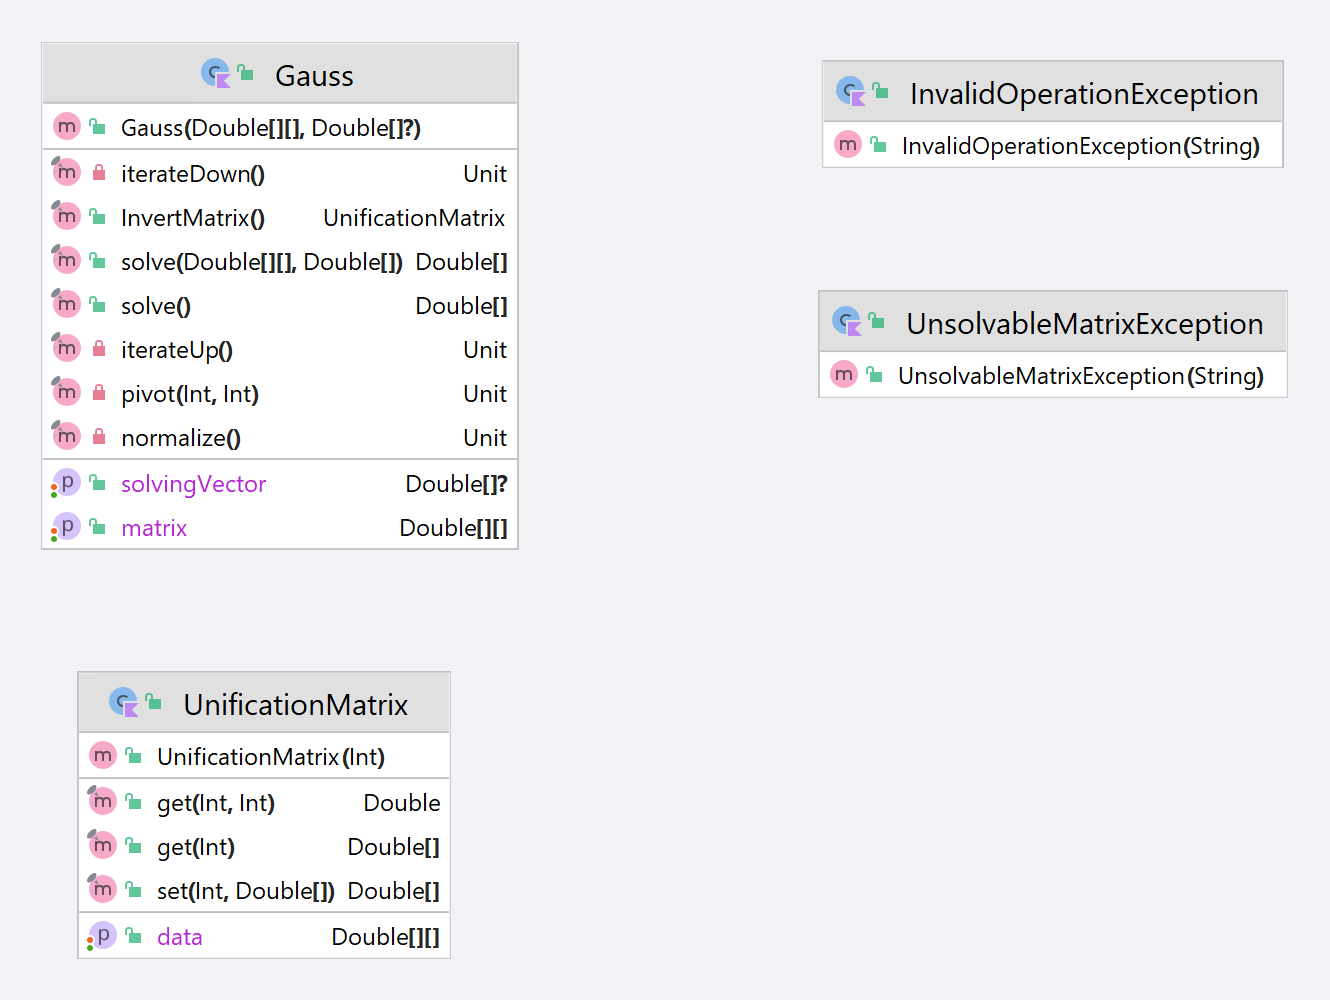 Gauss
Gauss(Double[][], Double[]?)
iterateDown() Unit
InvertMatrix() UnificationMatrix
solve(Double[][], Double[]) Double[]
solve() Double[]
iterateUp() Unit
pivot(Int, Int) Unit
normalize() Unit
solvingVector Double[]?
matrix Double[][]
InvalidOperationException
InvalidOperationException(String)
UnsolvableMatrixException
UnsolvableMatrixException(String)
UnificationMatrix
UnificationMatrix(Int)
get(Int, Int) Double
get(Int) Double[]
set(Int, Double[]) Double[]
data Double[][]